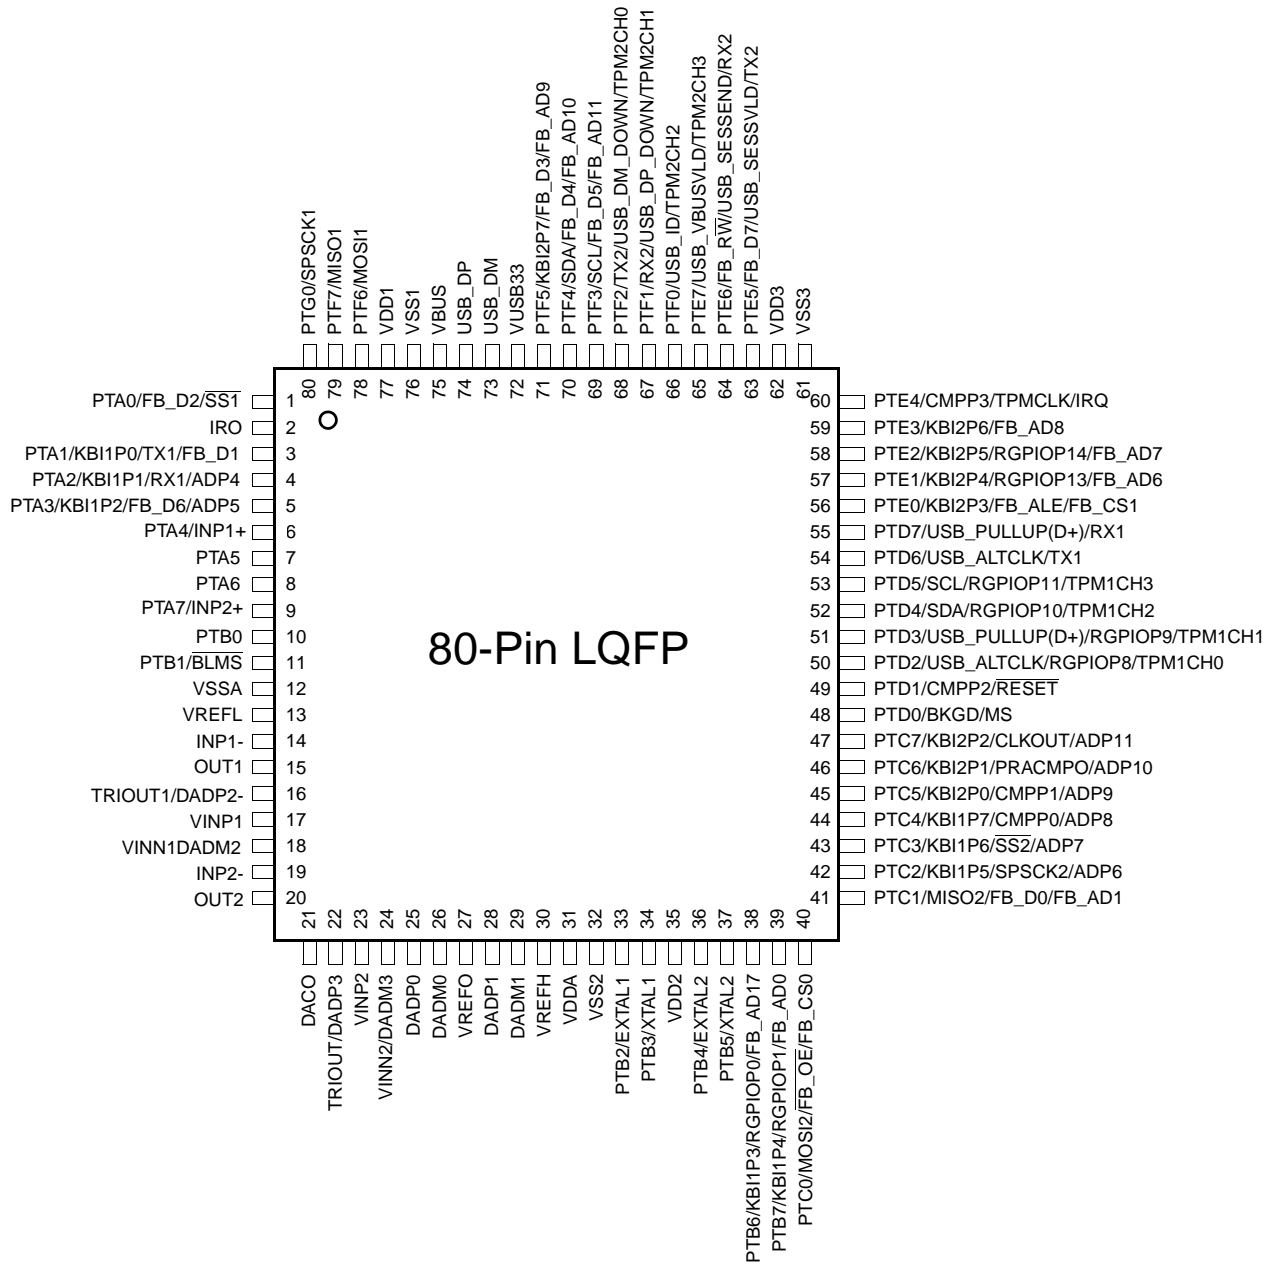 PTG0/SPSCK1
PTF7/MISO1
PTF6/MOSI1
VDD1
VSS1
VBUS
USB_DP
USB_DM
VUSB33
PTF5/KBI2P7/FB_D3/FB_AD9
PTF4/SDA/FB_D4/FB_AD10
PTF3/SCL/FB_D5/FB_AD11
PTF2/TX2/USB_DM_DOWN/TPM2CH0
PTF1/RX2/USB_DP_DOWN/TPM2CH1
PTF0/USB_ID/TPM2CH2
PTE7/USB_VBUSVLD/TPM2CH3
PTE6/FB_RW/USB_SESSEND/RX2
PTE5/FB_D7/USB_SESSVLD/TX2
VDD3
VSS3
80
79
78
77
76
75
74
73
72
71
70
69
68
67
66
65
64
63
62
61
PTA0/FB_D2/SS1 1
IRO 2
PTA1/KBI1P0/TX1/FB_D1 3
PTA2/KBI1P1/RX1/ADP4 4
PTA3/KBI1P2/FB_D6/ADP5 5
PTA4/INP1+ 6
PTA5 7
PTA6 8
PTA7/INP2+ 9
PTB0 10
PTB1/BLMS 11
VSSA 12
VREFL 13
INP1- 14
OUT1 15
TRIOUT1/DADP2- 16
VINP1 17
VINN1DADM2 18
INP2- 19
OUT2 20
80-Pin LQFP
60 PTE4/CMPP3/TPMCLK/IRQ
59 PTE3/KBI2P6/FB_AD8
58 PTE2/KBI2P5/RGPIOP14/FB_AD7
57 PTE1/KBI2P4/RGPIOP13/FB_AD6
56 PTE0/KBI2P3/FB_ALE/FB_CS1
55 PTD7/USB_PULLUP(D+)/RX1
54 PTD6/USB_ALTCLK/TX1
53 PTD5/SCL/RGPIOP11/TPM1CH3
52 PTD4/SDA/RGPIOP10/TPM1CH2
51 PTD3/USB_PULLUP(D+)/RGPIOP9/TPM1CH1
50 PTD2/USB_ALTCLK/RGPIOP8/TPM1CH0
49 PTD1/CMPP2/RESET
48 PTD0/BKGD/MS
47 PTC7/KBI2P2/CLKOUT/ADP11
46 PTC6/KBI2P1/PRACMPO/ADP10
45 PTC5/KBI2P0/CMPP1/ADP9
44 PTC4/KBI1P7/CMPP0/ADP8
43 PTC3/KBI1P6/SS2/ADP7
42 PTC2/KBI1P5/SPSCK2/ADP6
41 PTC1/MISO2/FB_D0/FB_AD1
21
22
23
24
25
26
27
28
29
30
31
32
33
34
35
36
37
38
39
40
DACO
TRIOUT/DADP3
VINP2
VINN2/DADM3
DADP0
DADM0
VREFO
DADP1
DADM1
VREFH
VDDA
VSS2
PTB2/EXTAL1
PTB3/XTAL1
VDD2
PTB4/EXTAL2
PTB5/XTAL2
PTB6/KBI1P3/RGPIOP0/FB_AD17
PTB7/KBI1P4/RGPIOP1/FB_AD0
PTC0/MOSI2/FB_OE/FB_CS0